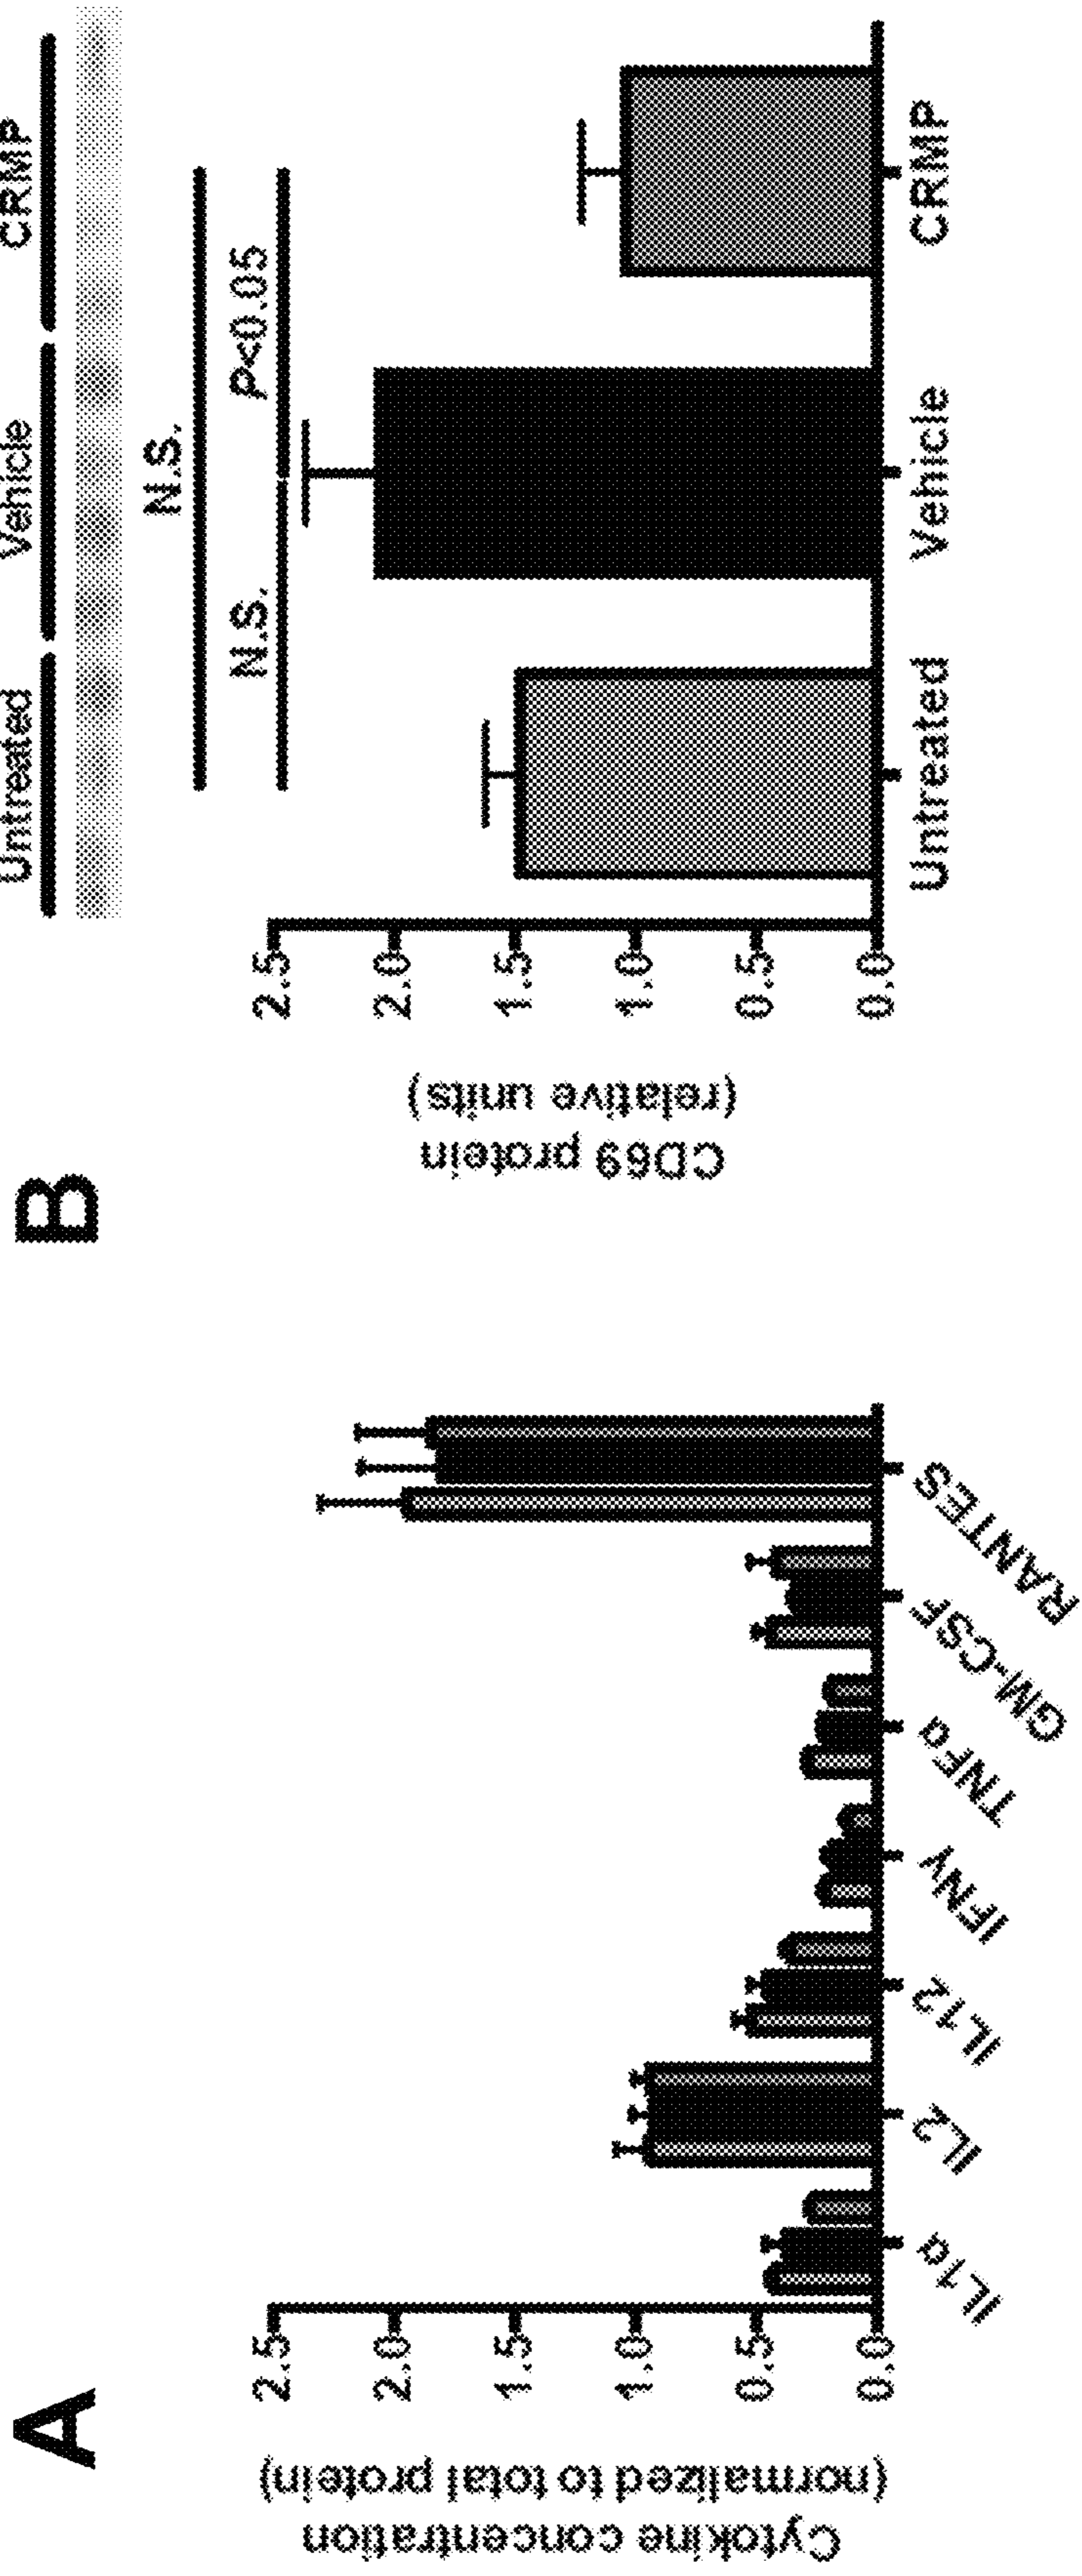 A
Cytokine concentration
(normalized to total protein)
2.5
2.0
1.5
1.0
0.5
0.0
IL1α
IL2
IL12
IFNγ
TNFα
GM-CSF
RANTES
B
Untreated
Vehicle
CRMP
N.S.
N.S.
P<0.05
CD69 protein
(relative units)
2.5
2.0
1.5
1.0
0.5
0.0
Untreated
Vehicle
CRMP